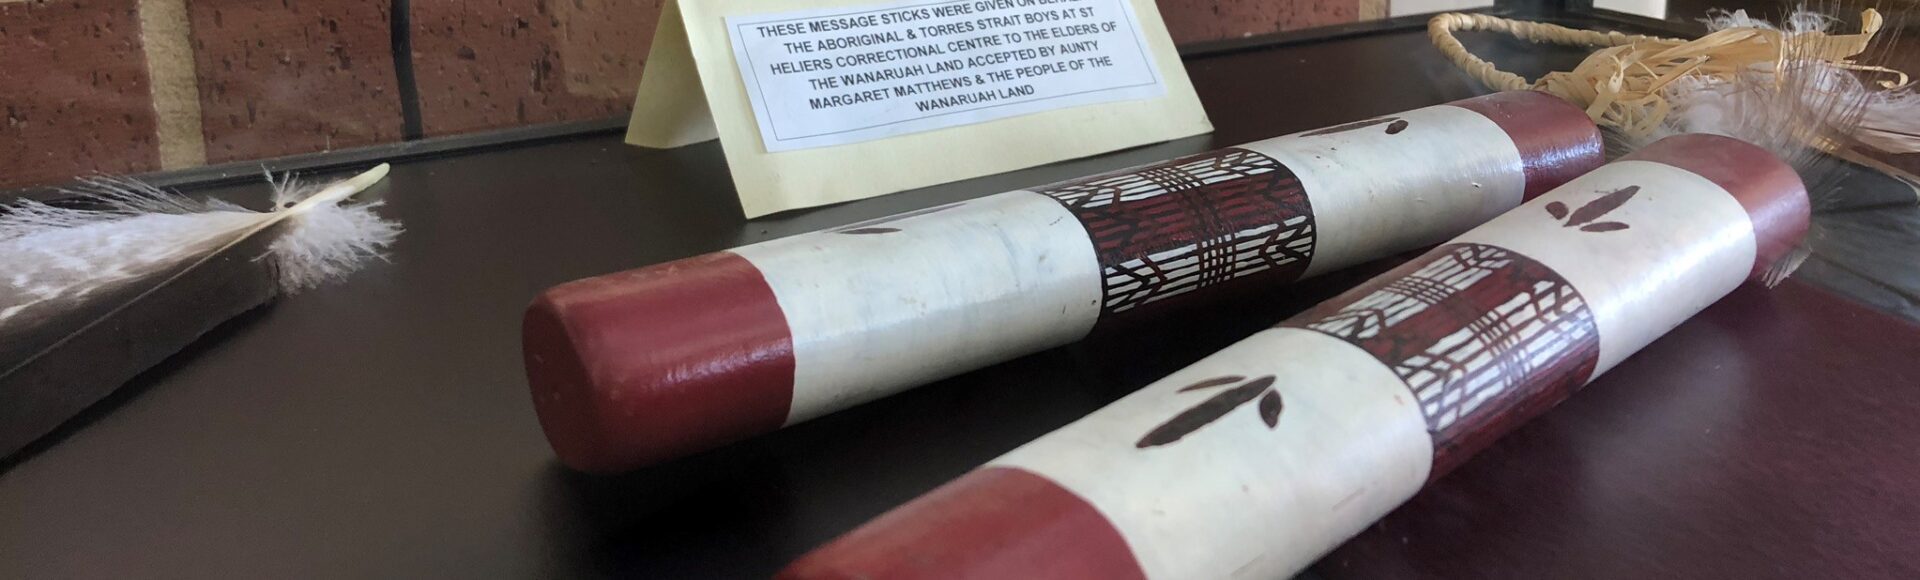 THESE MESSAGE STICKS WERE GIVEN ON
THE ABORIGINAL & TORRES STRAIT BOYS AT ST
HELIERS CORRECTIONAL CENTRE TO THE ELDERS OF
THE WANARUAH LAND ACCEPTED BY AUNTY
MARGARET MATTHEWS & THE PEOPLE OF THE
WANARUAH LAND